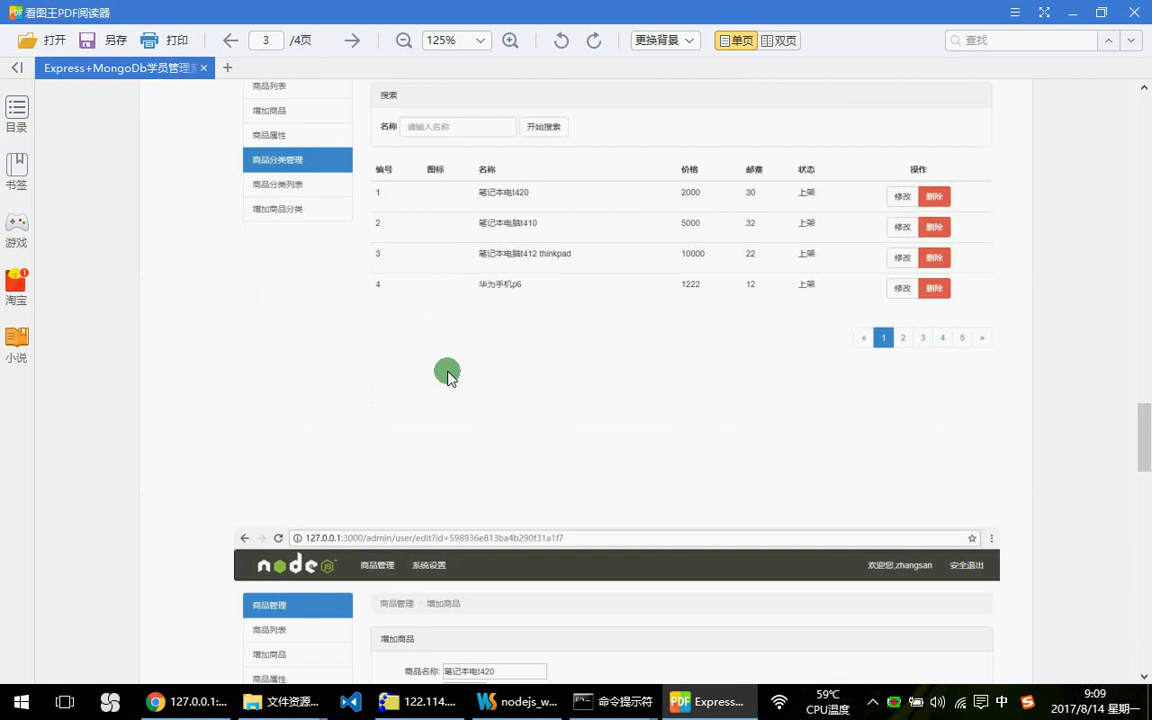 看图王PDF阅读器
打开 另存 打印 3 /4页 125% 更换背景 单页 双页 查找
Express+MongoDb学员管理
目录
书签
游戏
淘宝
小说
商品列表
增加商品
商品属性
商品分类管理
商品分类列表
增加商品分类
搜索
名称 请输入名称 开始搜索
编号 图标 名称 价格 邮费 状态 操作
1 笔记本电t420 2000 30 上架 修改 删除
2 笔记本电脑t410 5000 32 上架 修改 删除
3 笔记本电脑t412 thinkpad 10000 22 上架 修改 删除
4 华为手机p6 1222 12 上架 修改 删除
« 1 2 3 4 5 »
127.0.0.1:3000/admin/user/edit?id=598936e813ba4b290f31a1f7
node JS 商品管理 系统设置 欢迎您,zhangsan 安全退出
商品管理
商品列表
增加商品
商品属性
商品管理 / 增加商品
增加商品
商品名称: 笔记本电t420
127.0.0.1:... 文件资源... 122.114.... nodejs_w... 命令提示符 Express...
59℃
CPU温度
中
9:09
2017/8/14 星期一